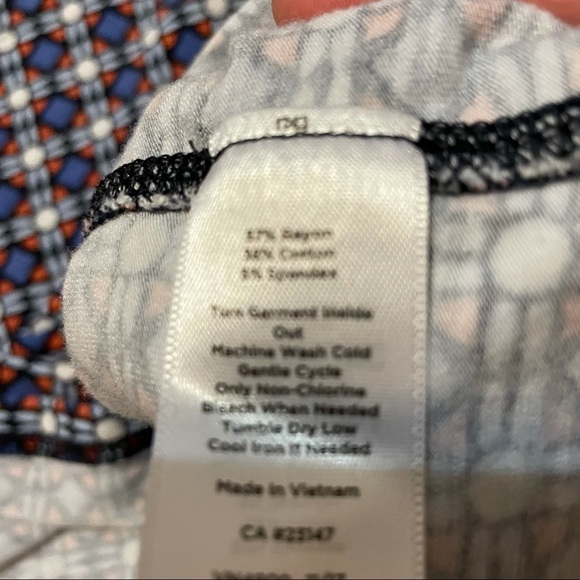 57% Rayon
38% Cotton
5% Spandex
Turn Garment Inside
Out
Machine Wash Cold
Gentle Cycle
Only Non-Chlorine
Bleach When Needed
Tumble Dry Low
Cool Iron If Needed
Made in Vietnam
CA #23147